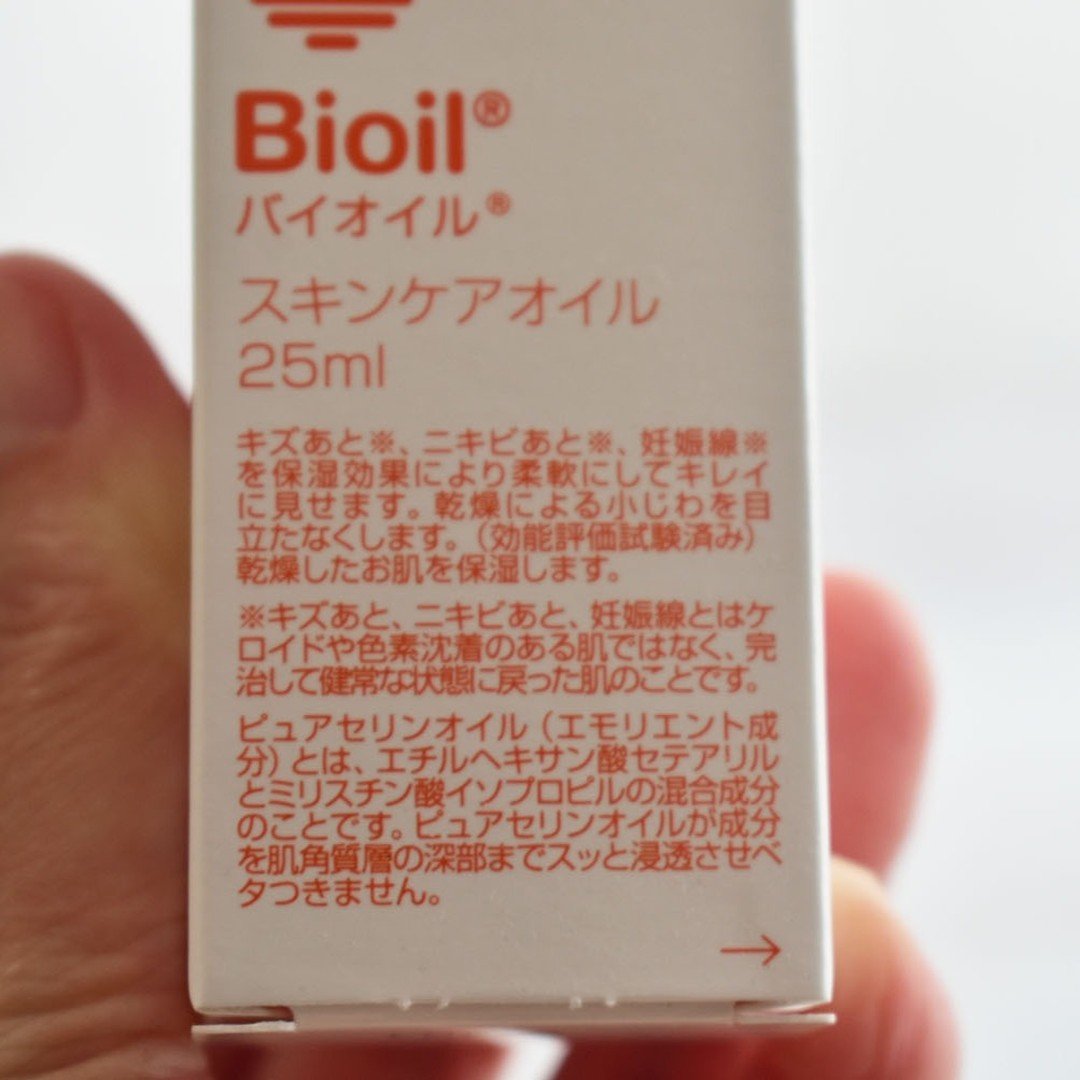 Bioil®
バイオイル®
スキンケアオイル
25ml
キズあと※、ニキビあと※、妊娠線※
を保湿効果により柔軟にしてキレイ
に見せます。乾燥による小じわを目
立たなくします。（効能評価試験済み）
乾燥したお肌を保湿します。
※キズあと、ニキビあと、妊娠線とはケ
ロイドや色素沈着のある肌ではなく、完
治して健常な状態に戻った肌のことです。
ピュアセリンオイル（エモリエント成
分）とは、エチルヘキサン酸セテアリル
とミリスチン酸イソプロピルの混合成分
のことです。ピュアセリンオイルが成分
を肌角質層の深部までスッと浸透させベ
タつきません。
→